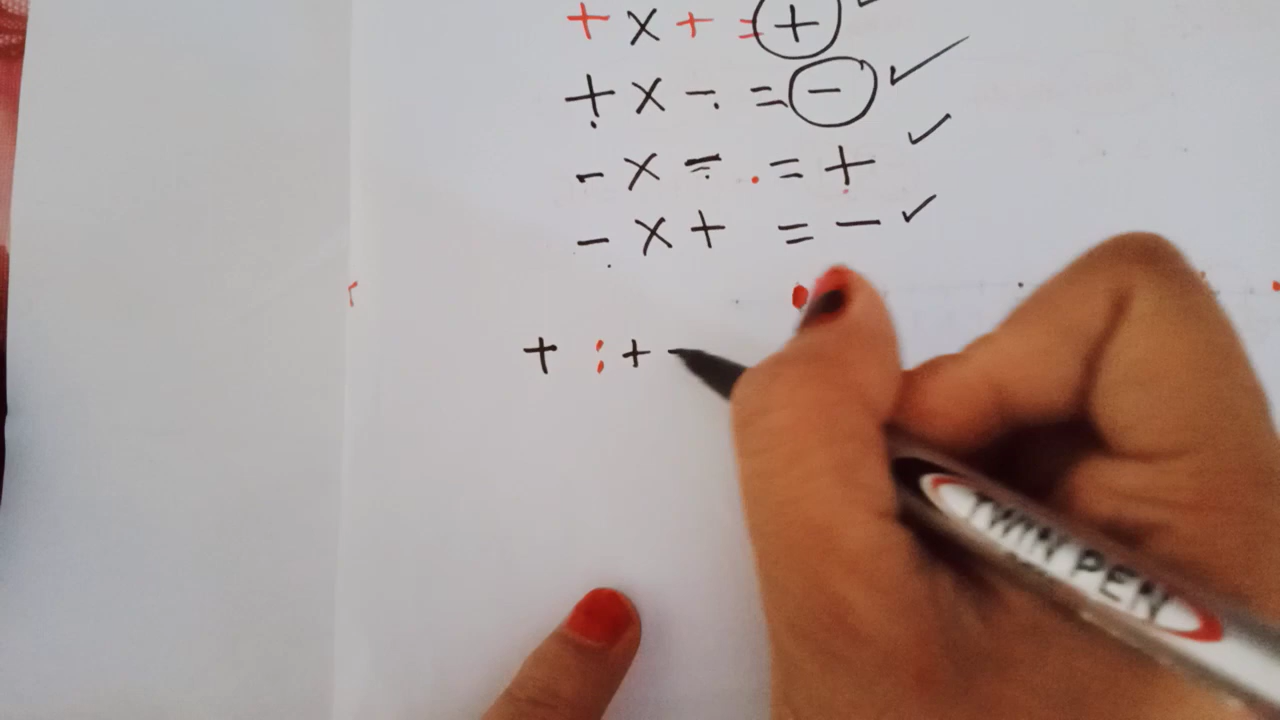 + x + = +
+ x - = -
- x - = +
- x + = -
+ : + -
TWIN PEN